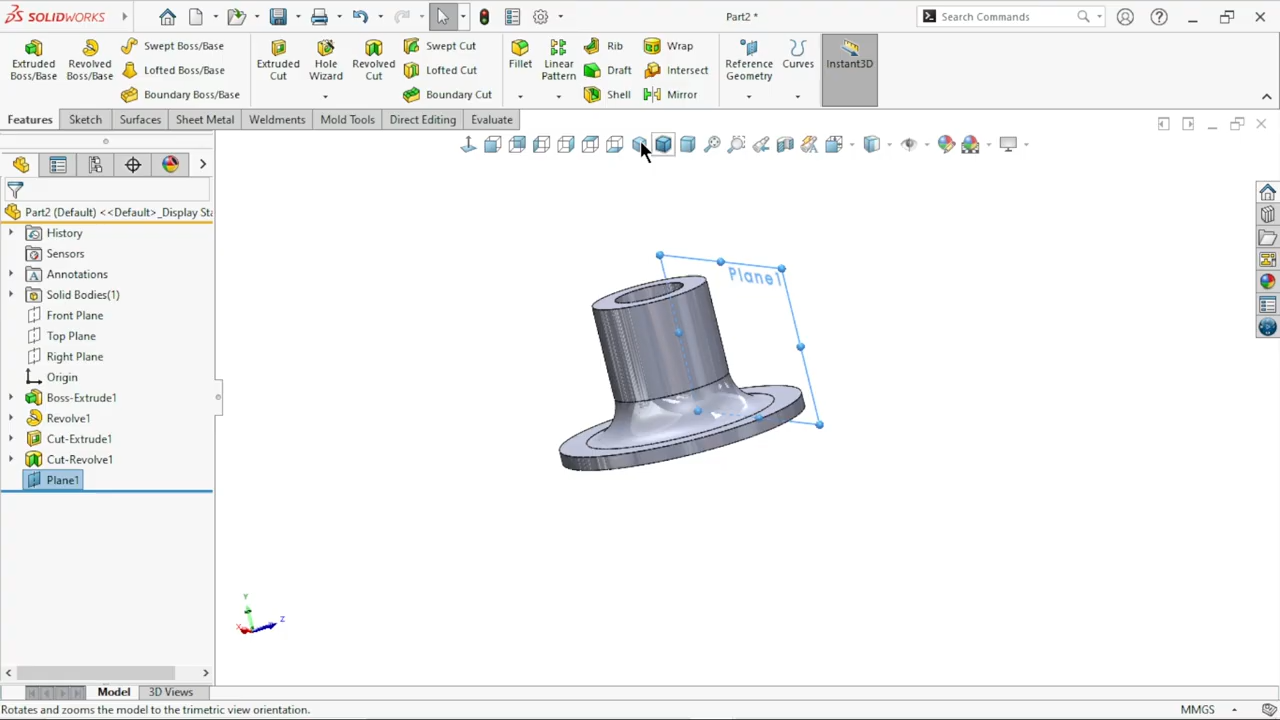 SOLIDWORKS
Part2 *
Search Commands
Extruded Boss/Base
Revolved Boss/Base
Swept Boss/Base
Lofted Boss/Base
Boundary Boss/Base
Extruded Cut
Hole Wizard
Revolved Cut
Swept Cut
Lofted Cut
Boundary Cut
Fillet
Linear Pattern
Rib
Draft
Shell
Wrap
Intersect
Mirror
Reference Geometry
Curves
Instant3D
Features
Sketch
Surfaces
Sheet Metal
Weldments
Mold Tools
Direct Editing
Evaluate
Part2 (Default) <<Default>_Display Sta
History
Sensors
Annotations
Solid Bodies(1)
Front Plane
Top Plane
Right Plane
Origin
Boss-Extrude1
Revolve1
Cut-Extrude1
Cut-Revolve1
Plane1
Plane1
Y
X
Z
Model
3D Views
Rotates and zooms the model to the trimetric view orientation.
MMGS